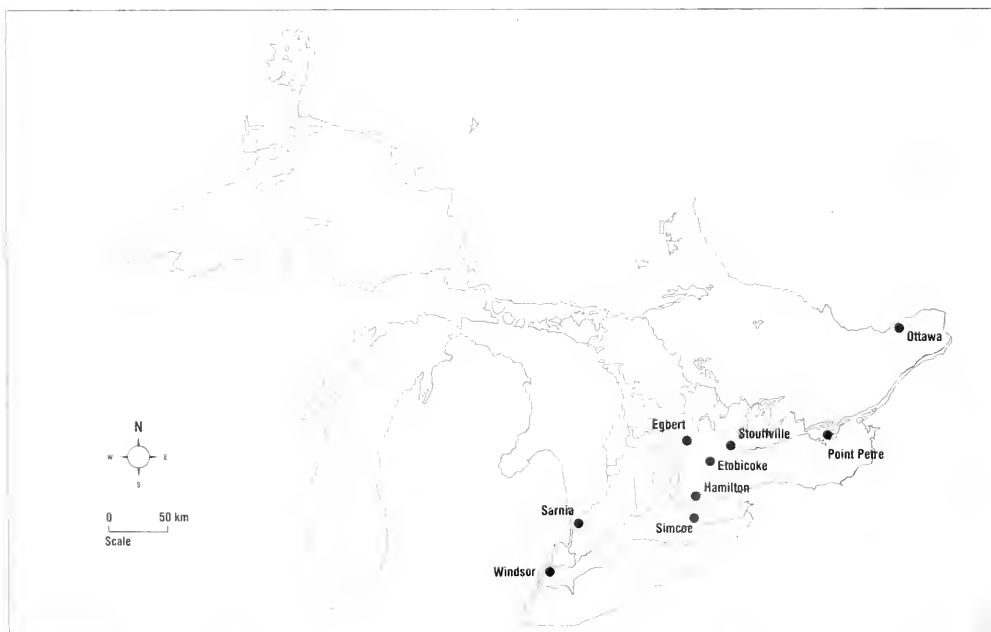 Ottawa
Egbert
Stouffville
Point Petre
Etobicoke
N
W E
S
Hamilton
Sarnia
0 50 km
Simcoe
Scale
Windsor